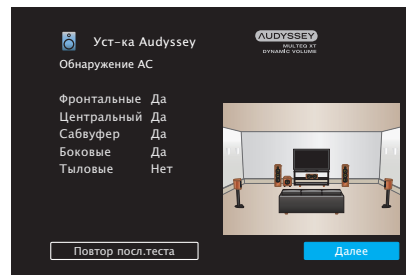 Уст-ка Audyssey
AUDYSSEY
MULTEQ XT
DYNAMIC VOLUME
Обнаружение АС
Фронтальные Да
Центральный Да
Сабвуфер Да
Боковые Да
Тыловые Нет
Повтор посл.теста
Далее